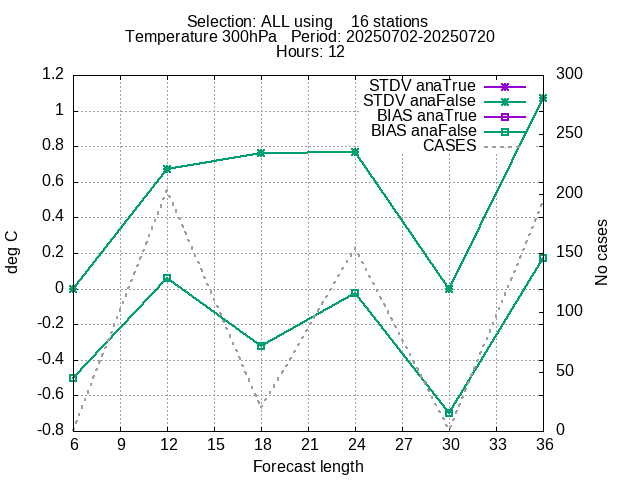 Selection: ALL using    16 stations
Temperature 300hPa   Period: 20250702-20250720
Hours: 12
STDV anaTrue
STDV anaFalse
BIAS anaTrue
BIAS anaFalse
CASES
1.2
1
0.8
0.6
0.4
0.2
0
-0.2
-0.4
-0.6
-0.8
deg C
300
250
200
150
100
50
0
No cases
6 9 12 15 18 21 24 27 30 33 36
Forecast length